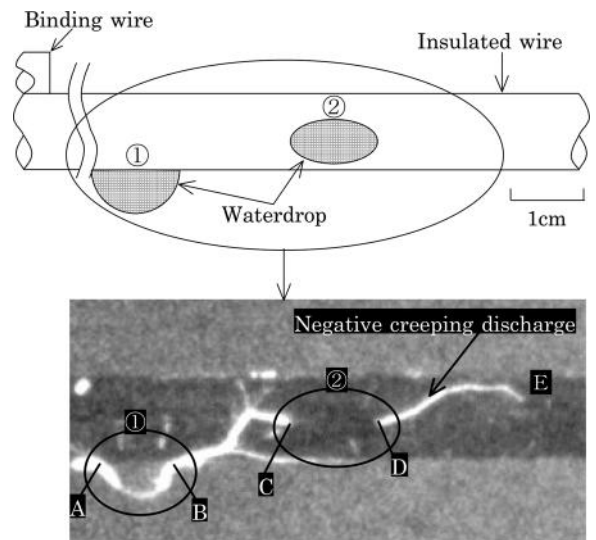 Binding wire
Insulated wire
②
①
Waterdrop
1cm
Negative creeping discharge
②
E
①
D
C
A
B